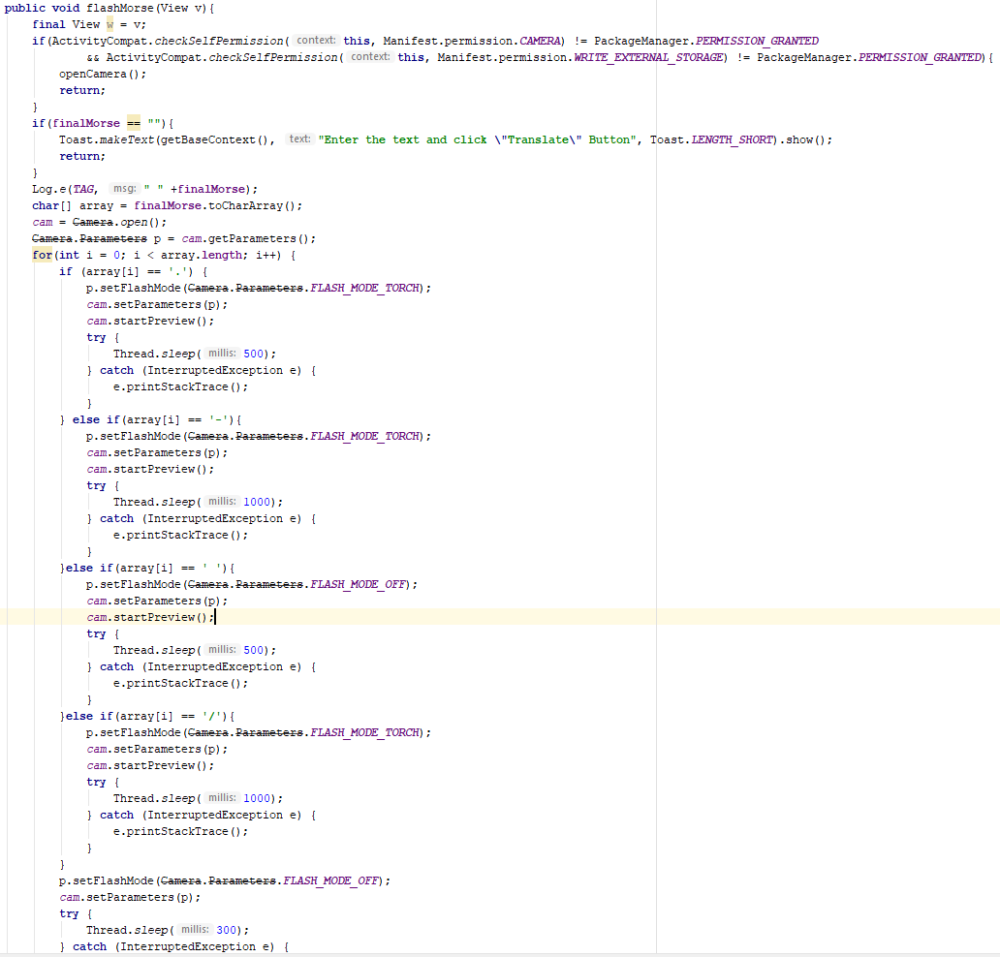 public void flashMorse(View v){
    final View w = v;
    if(ActivityCompat.checkSelfPermission( context: this, Manifest.permission.CAMERA) != PackageManager.PERMISSION_GRANTED
            && ActivityCompat.checkSelfPermission( context: this, Manifest.permission.WRITE_EXTERNAL_STORAGE) != PackageManager.PERMISSION_GRANTED){
        openCamera();
        return;
    }
    if(finalMorse == ""){
        Toast.makeText(getBaseContext(), text: "Enter the text and click \"Translate\" Button", Toast.LENGTH_SHORT).show();
        return;
    }
    Log.e(TAG, msg: " " +finalMorse);
    char[] array = finalMorse.toCharArray();
    cam = Camera.open();
    Camera.Parameters p = cam.getParameters();
    for(int i = 0; i < array.length; i++) {
        if (array[i] == '.') {
            p.setFlashMode(Camera.Parameters.FLASH_MODE_TORCH);
            cam.setParameters(p);
            cam.startPreview();
            try {
                Thread.sleep( millis: 500);
            } catch (InterruptedException e) {
                e.printStackTrace();
            }
        } else if(array[i] == '-'){
            p.setFlashMode(Camera.Parameters.FLASH_MODE_TORCH);
            cam.setParameters(p);
            cam.startPreview();
            try {
                Thread.sleep( millis: 1000);
            } catch (InterruptedException e) {
                e.printStackTrace();
            }
        }else if(array[i] == ' '){
            p.setFlashMode(Camera.Parameters.FLASH_MODE_OFF);
            cam.setParameters(p);
            cam.startPreview();
            try {
                Thread.sleep( millis: 500);
            } catch (InterruptedException e) {
                e.printStackTrace();
            }
        }else if(array[i] == '/'){
            p.setFlashMode(Camera.Parameters.FLASH_MODE_TORCH);
            cam.setParameters(p);
            cam.startPreview();
            try {
                Thread.sleep( millis: 1000);
            } catch (InterruptedException e) {
                e.printStackTrace();
            }
        }
        p.setFlashMode(Camera.Parameters.FLASH_MODE_OFF);
        cam.setParameters(p);
        try {
            Thread.sleep( millis: 300);
        } catch (InterruptedException e) {